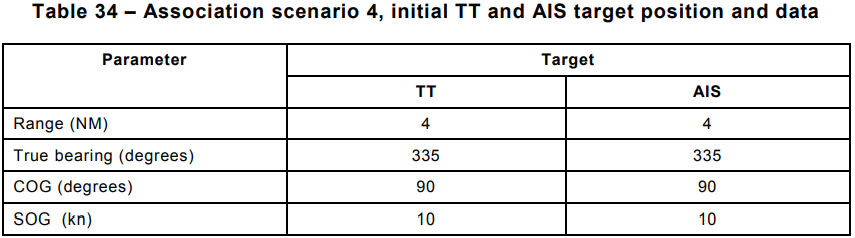 Table 34 – Association scenario 4, initial TT and AIS target position and data
Parameter Target
TT AIS
Range (NM) 4 4
True bearing (degrees) 335 335
COG (degrees) 90 90
SOG (kn) 10 10